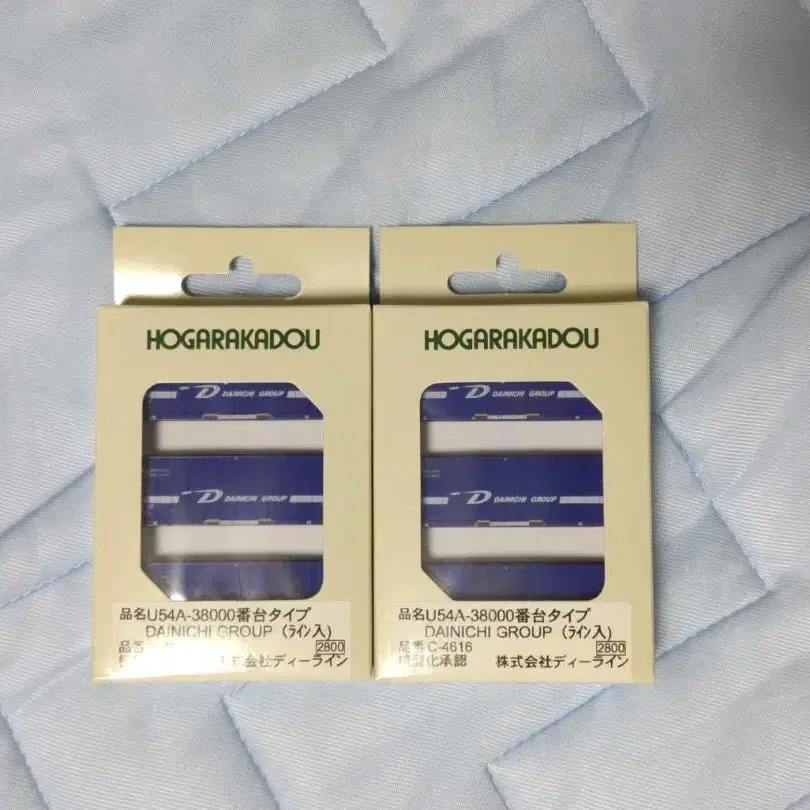 HOGARAKADOU
D DAINICHI GROUP
D DAINICHI GROUP
品名U54A-38000番台タイプ
DAINICHI GROUP (ライン入)
品番
2800
株式会社ディーライン
HOGARAKADOU
D DAINICHI GROUP
D DAINICHI GROUP
品名U54A-38000番台タイプ
DAINICHI GROUP (ライン入)
品番 C-4616
2800
模型化承認 株式会社ディーライン